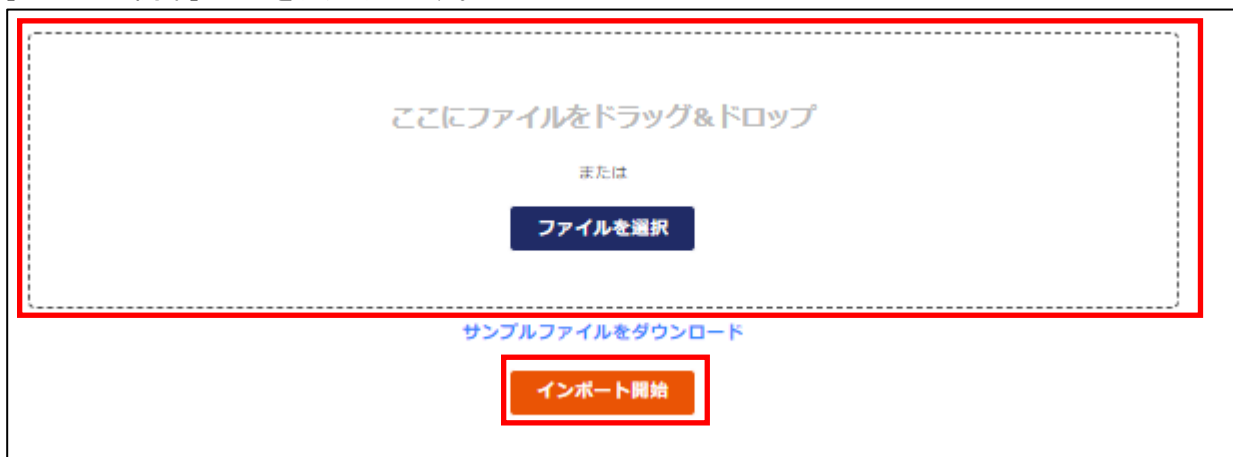 ここにファイルをドラッグ&ドロップ
または
ファイルを選択
サンプルファイルをダウンロード
インポート開始